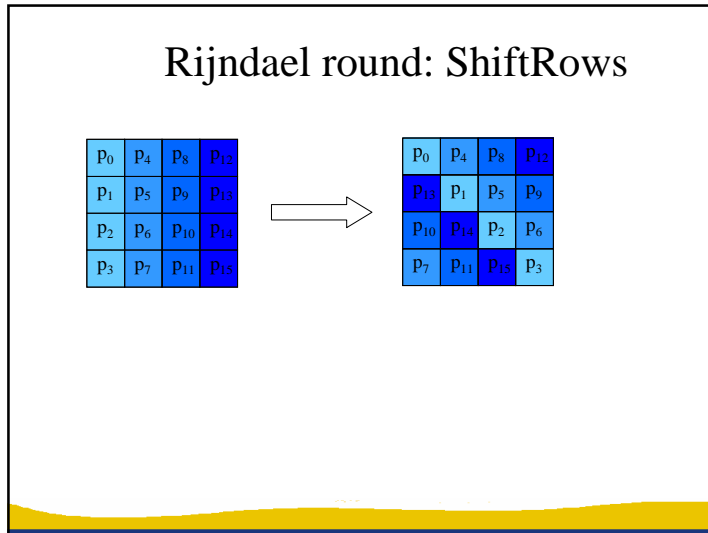 Rijndael round: ShiftRows
p₀ p₄ p₈ p₁₂
p₁ p₅ p₉ p₁₃
p₂ p₆ p₁₀ p₁₄
p₃ p₇ p₁₁ p₁₅
p₀ p₄ p₈ p₁₂
p₁₃ p₁ p₅ p₉
p₁₀ p₁₄ p₂ p₆
p₇ p₁₁ p₁₅ p₃